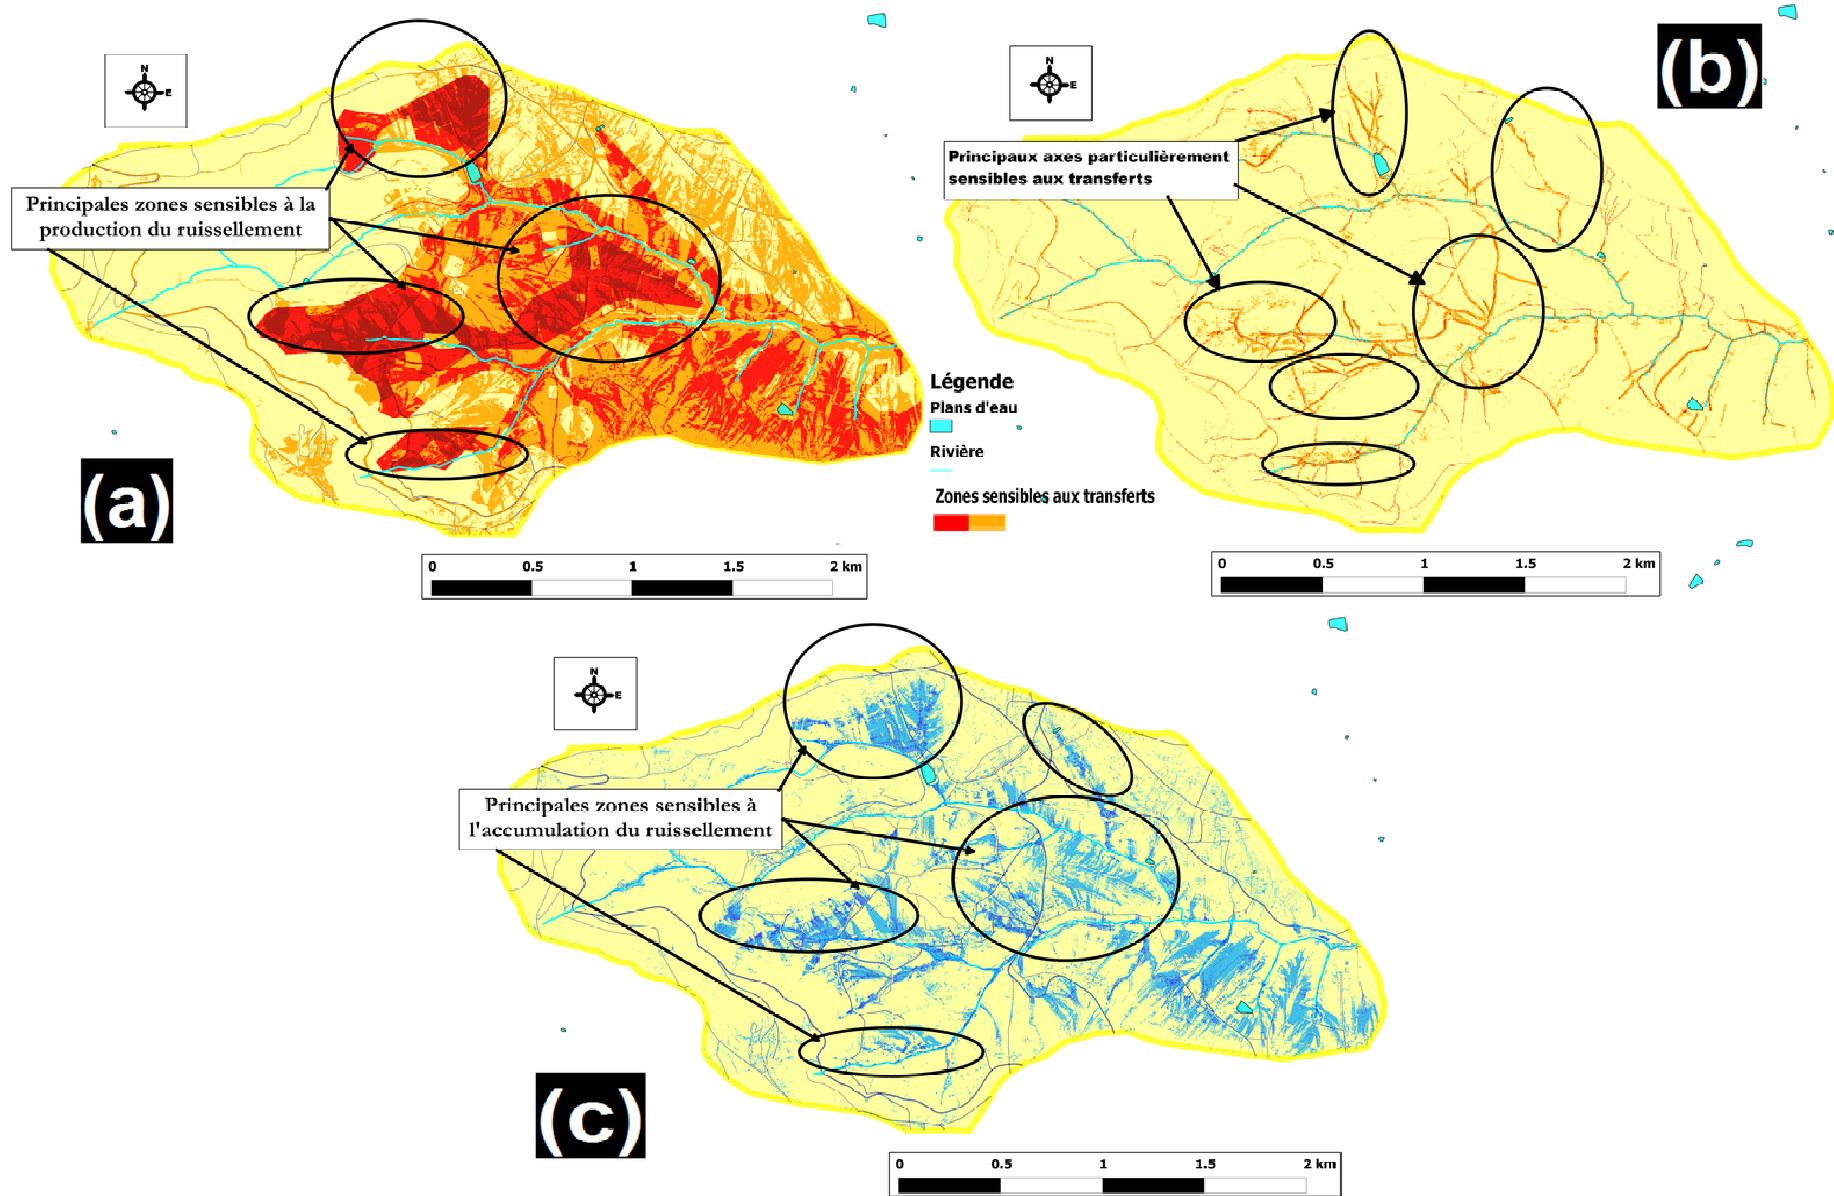 N
E
Principales zones sensibles à la
production du ruissellement
(a)
0 0.5 1 1.5 2 km
N
E
(b)
Principaux axes particulièrement
sensibles aux transferts
Légende
Plans d'eau
Rivière
Zones sensibles aux transferts
0 0.5 1 1.5 2 km
N
E
Principales zones sensibles à
l'accumulation du ruissellement
(c)
0 0.5 1 1.5 2 km